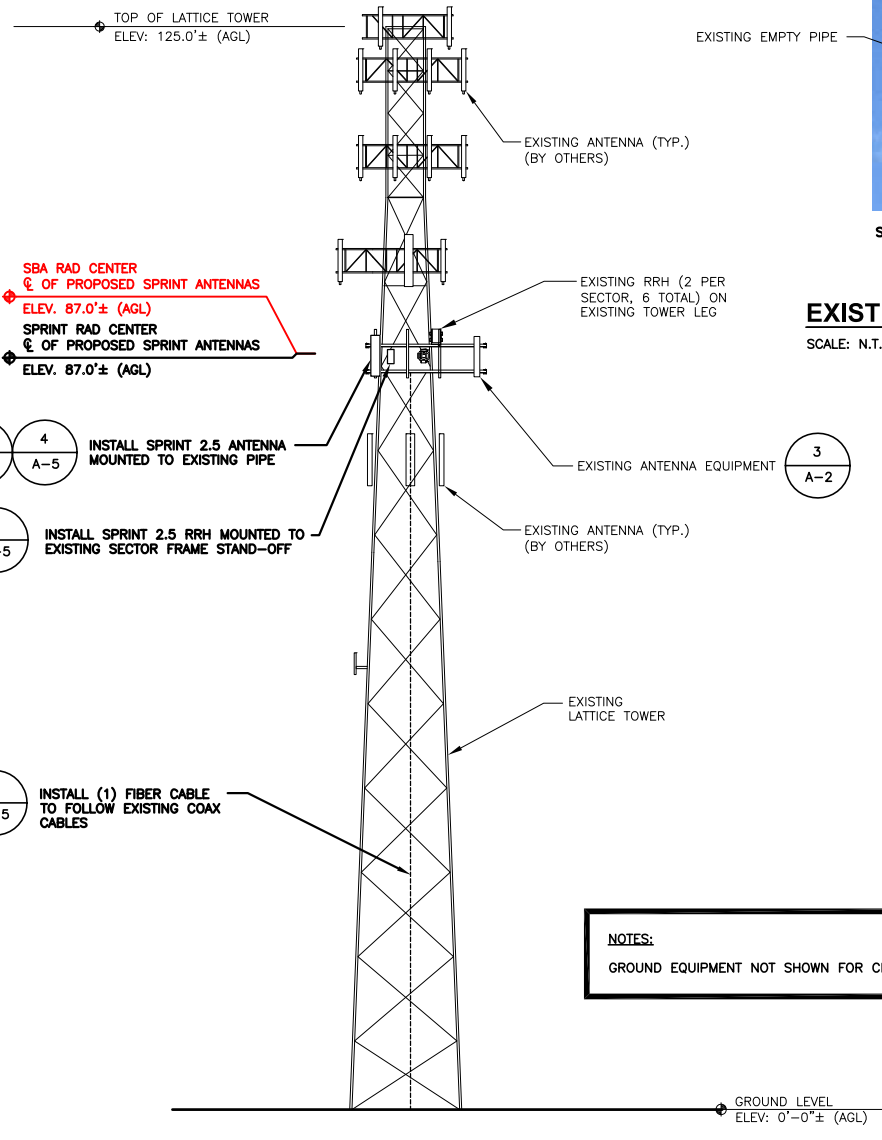 TOP OF LATTICE TOWER
ELEV: 125.0'± (AGL)
EXISTING EMPTY PIPE
EXISTING ANTENNA (TYP.)
(BY OTHERS)
S
SBA RAD CENTER
℄ OF PROPOSED SPRINT ANTENNAS
ELEV. 87.0'± (AGL)
SPRINT RAD CENTER
℄ OF PROPOSED SPRINT ANTENNAS
ELEV. 87.0'± (AGL)
EXISTING RRH (2 PER
SECTOR, 6 TOTAL) ON
EXISTING TOWER LEG
EXIST
SCALE: N.T.
4
A-5
INSTALL SPRINT 2.5 ANTENNA
MOUNTED TO EXISTING PIPE
EXISTING ANTENNA EQUIPMENT
3
A-2
5
INSTALL SPRINT 2.5 RRH MOUNTED TO
EXISTING SECTOR FRAME STAND-OFF
EXISTING ANTENNA (TYP.)
(BY OTHERS)
EXISTING
LATTICE TOWER
5
INSTALL (1) FIBER CABLE
TO FOLLOW EXISTING COAX
CABLES
NOTES:
GROUND EQUIPMENT NOT SHOWN FOR
GROUND LEVEL
ELEV: 0'-0"± (AGL)